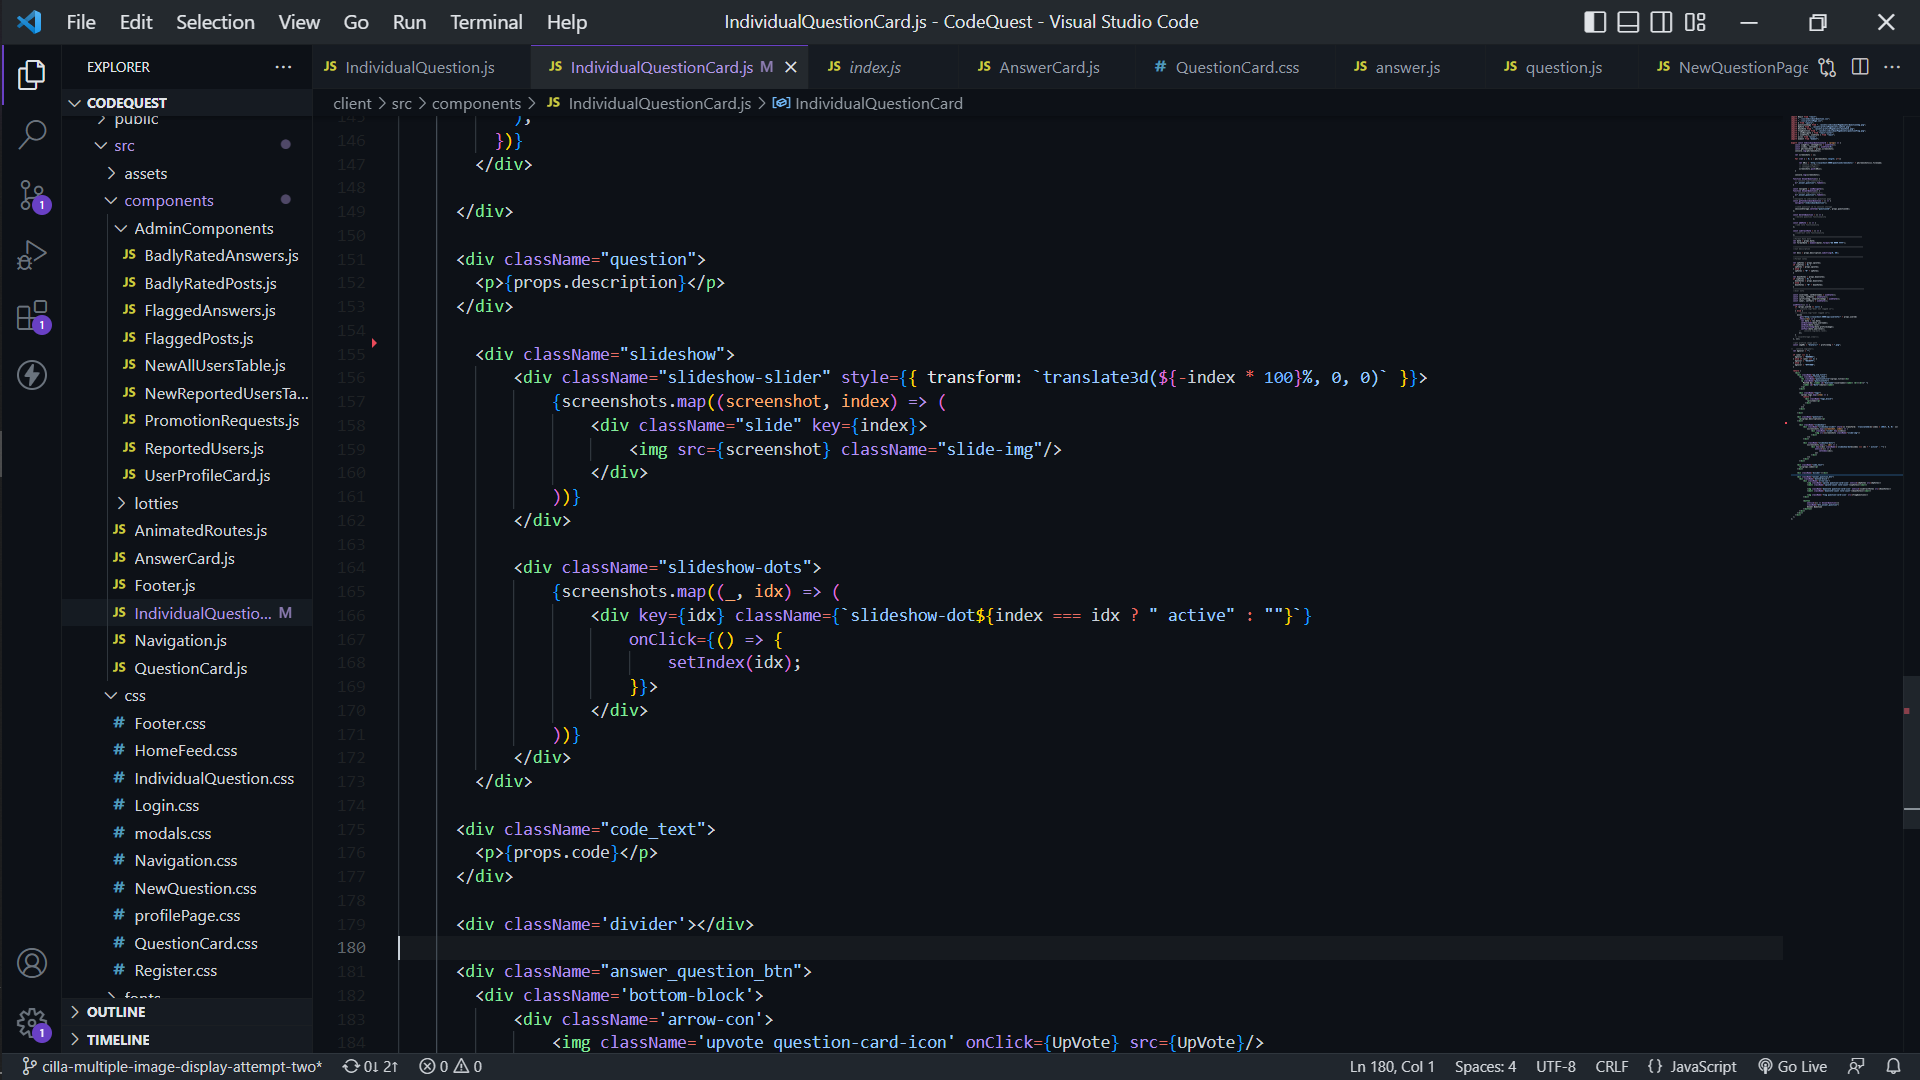 File Edit Selection View Go Run Terminal Help
IndividualQuestionCard.js - CodeQuest - Visual Studio Code
EXPLORER
JS IndividualQuestion.js
JS IndividualQuestionCard.js M
JS index.js
JS AnswerCard.js
# QuestionCard.css
JS answer.js
JS question.js
JS NewQuestionPage
client > src > components > JS IndividualQuestionCard.js > IndividualQuestionCard
CODEQUEST
public
src
assets
components
AdminComponents
JS BadlyRatedAnswers.js
JS BadlyRatedPosts.js
JS FlaggedAnswers.js
JS FlaggedPosts.js
JS NewAllUsersTable.js
JS NewReportedUsersTa...
JS PromotionRequests.js
JS ReportedUsers.js
JS UserProfileCard.js
lotties
JS AnimatedRoutes.js
JS AnswerCard.js
JS Footer.js
JS IndividualQuestio... M
JS Navigation.js
JS QuestionCard.js
css
# Footer.css
# HomeFeed.css
# IndividualQuestion.css
# Login.css
# modals.css
# Navigation.css
# NewQuestion.css
# profilePage.css
# QuestionCard.css
# Register.css
fonts
OUTLINE
TIMELINE
1
1
1
145 );
146 })}
147 </div>
148
149 </div>
150
151 <div className="question">
152 <p>{props.description}</p>
153 </div>
154
155 <div className="slideshow">
156 <div className="slideshow-slider" style={{ transform: `translate3d(${-index * 100}%, 0, 0)` }}>
157 {screenshots.map((screenshot, index) => (
158 <div className="slide" key={index}>
159 <img src={screenshot} className="slide-img"/>
160 </div>
161 ))}
162 </div>
163
164 <div className="slideshow-dots">
165 {screenshots.map((_, idx) => (
166 <div key={idx} className={`slideshow-dot${index === idx ? " active" : ""}`}
167 onClick={() => {
168 setIndex(idx);
169 }}>
170 </div>
171 ))}
172 </div>
173 </div>
174
175 <div className="code_text">
176 <p>{props.code}</p>
177 </div>
178
179 <div className='divider'></div>
180
181 <div className="answer_question_btn">
182 <div className='bottom-block'>
183 <div className='arrow-con'>
184 <img className='upvote question-card-icon' onClick={UpVote} src={UpVote}/>
cilla-multiple-image-display-attempt-two* 0↓ 2↑ 0 0
Ln 180, Col 1 Spaces: 4 UTF-8 CRLF {} JavaScript Go Live